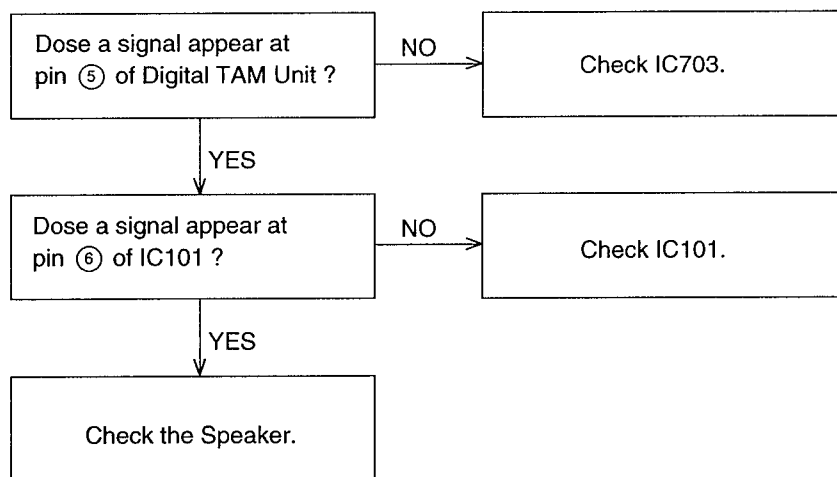 Dose a signal appear at
pin ⑤ of Digital TAM Unit ?
NO
Check IC703.
YES
Dose a signal appear at
pin ⑥ of IC101 ?
NO
Check IC101.
YES
Check the Speaker.